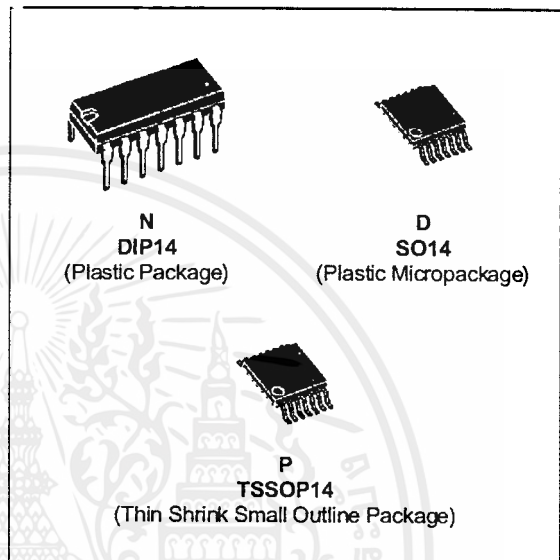 N
DIP14
(Plastic Package)
D
SO14
(Plastic Micropackage)
P
TSSOP14
(Thin Shrink Small Outline Package)